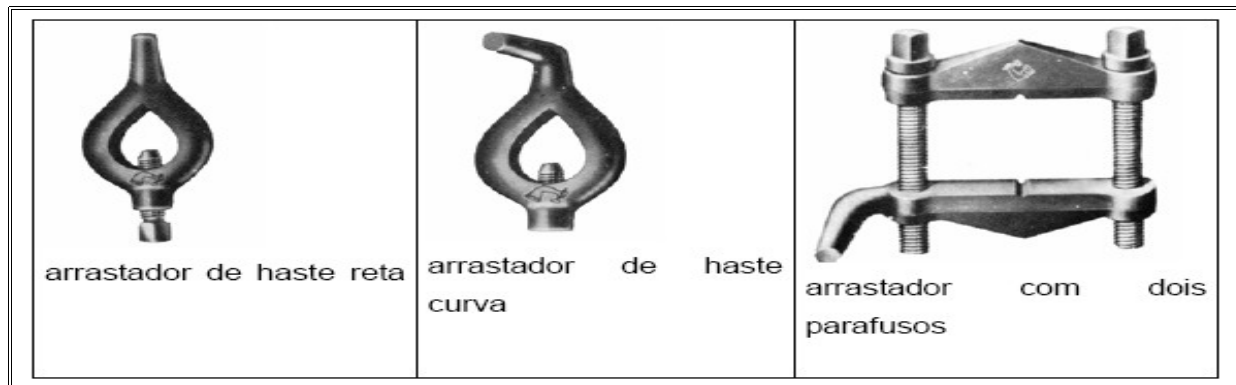 arrastador de haste reta
arrastador de haste
curva
arrastador com dois
parafusos